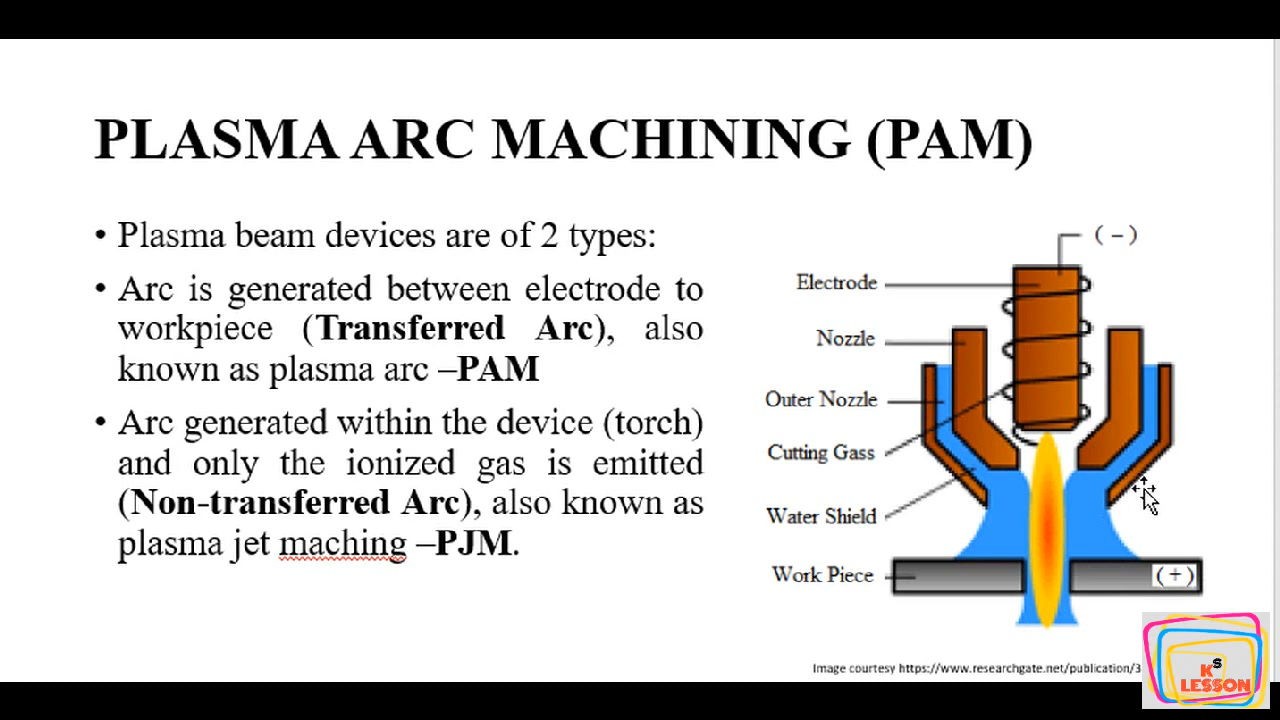 PLASMA ARC MACHINING (PAM)
• Plasma beam devices are of 2 types:
• Arc is generated between electrode to
workpiece (Transferred Arc), also
known as plasma arc –PAM
• Arc generated within the device (torch)
and only the ionized gas is emitted
(Non-transferred Arc), also known as
plasma jet maching –PJM.
( - )
Electrode
Nozzle
Outer Nozzle
Cutting Gass
Water Shield
Work Piece
( + )
Image courtesy https://www.researchgate.net/publication/3
KS
LESSON